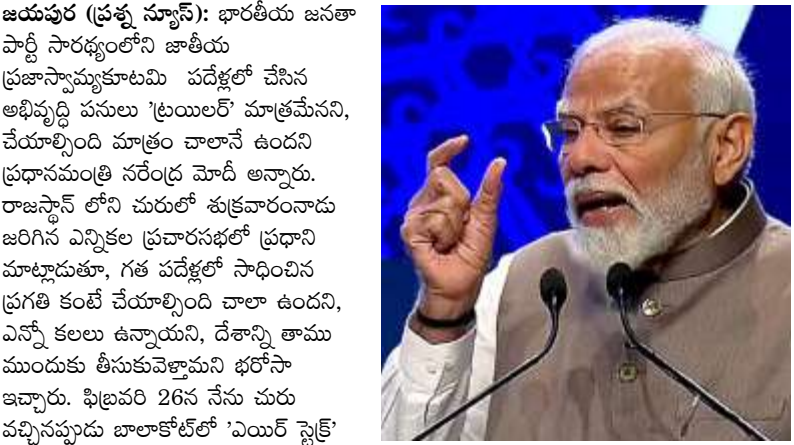 జయపుర (ప్రశ్న న్యూస్): భారతీయ జనతా
పార్టీ సారథ్యంలోని జాతీయ
ప్రజాస్వామ్యకూటమి పదేళ్లలో చేసిన
అభివృద్ధి పనులు 'ట్రయిలర్' మాత్రమేనని,
చేయాల్సింది మాత్రం చాలానే ఉందని
ప్రధానమంత్రి నరేంద్ర మోదీ అన్నారు.
రాజస్థాన్ లోని చురులో శుక్రవారంనాడు
జరిగిన ఎన్నికల ప్రచారసభలో ప్రధాని
మాట్లాడుతూ, గత పదేళ్లలో సాధించిన
ప్రగతి కంటే చేయాల్సింది చాలా ఉందని,
ఎన్నో కలలు ఉన్నాయని, దేశాన్ని తాము
ముందుకు తీసుకువెళ్తామని భరోసా
ఇచ్చారు. ఫిబ్రవరి 26న నేను చురు
వచ్చినప్పుడు బాలాకోట్‌లో 'ఎయిర్ స్ట్రైక్'